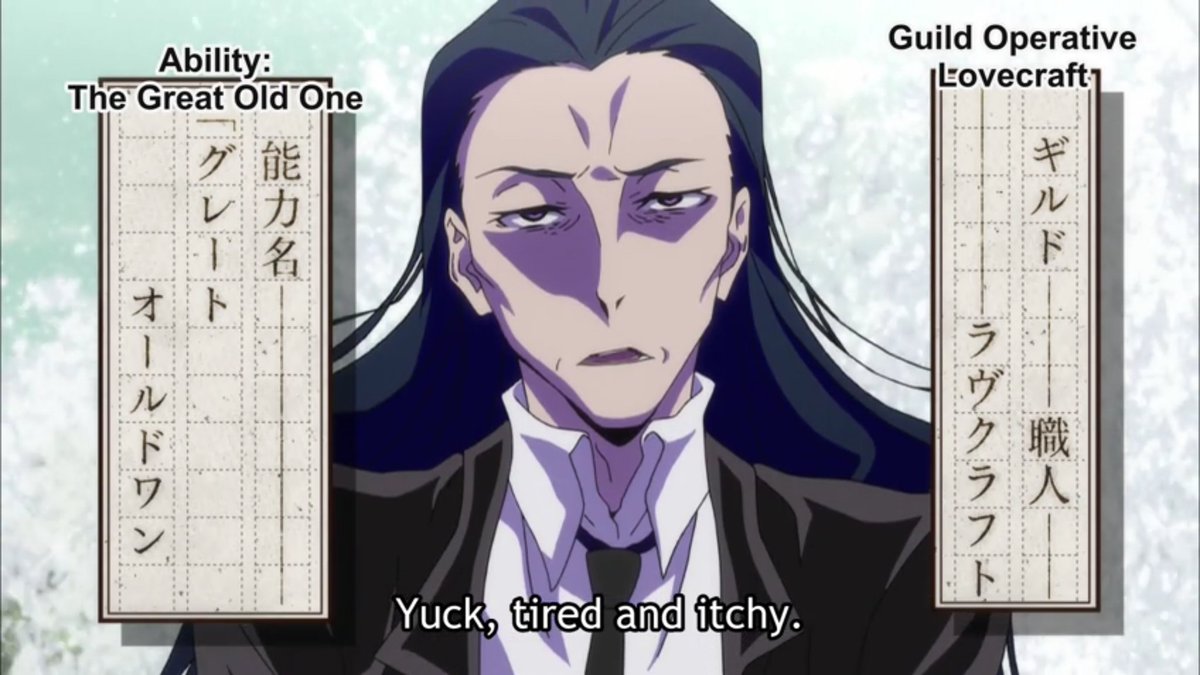 Ability:
The Great Old One
Guild Operative
Lovecraft
ギルド――職人―
――ラヴクラフト
能力名―――
「グレート
オールドワン
Yuck, tired and itchy.